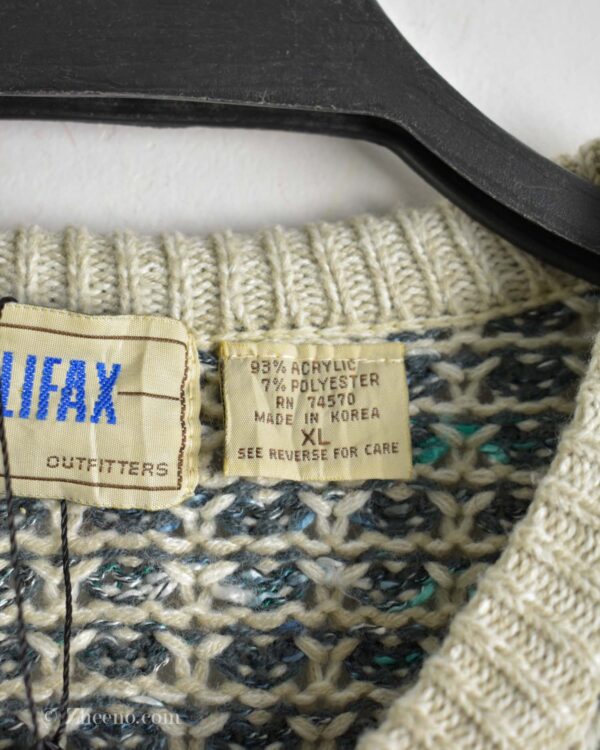 LIFAX
OUTFITTERS
93% ACRYLIC
7% POLYESTER
RN 74570
MADE IN KOREA
XL
SEE REVERSE FOR CARE
© Zheeno.com